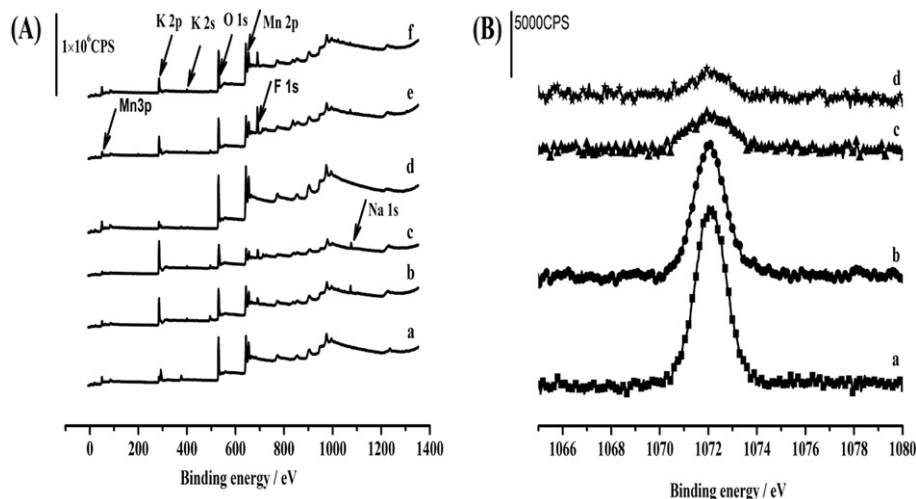 (A)
1×10⁶CPS
K 2p
K 2s
O 1s
Mn 2p
f
Mn3p
F 1s
e
d
Na 1s
c
b
a
0 200 400 600 800 1000 1200 1400
Binding energy / eV
(B)
5000CPS
d
c
b
a
1066 1068 1070 1072 1074 1076 1078 1080
Binding energy / eV